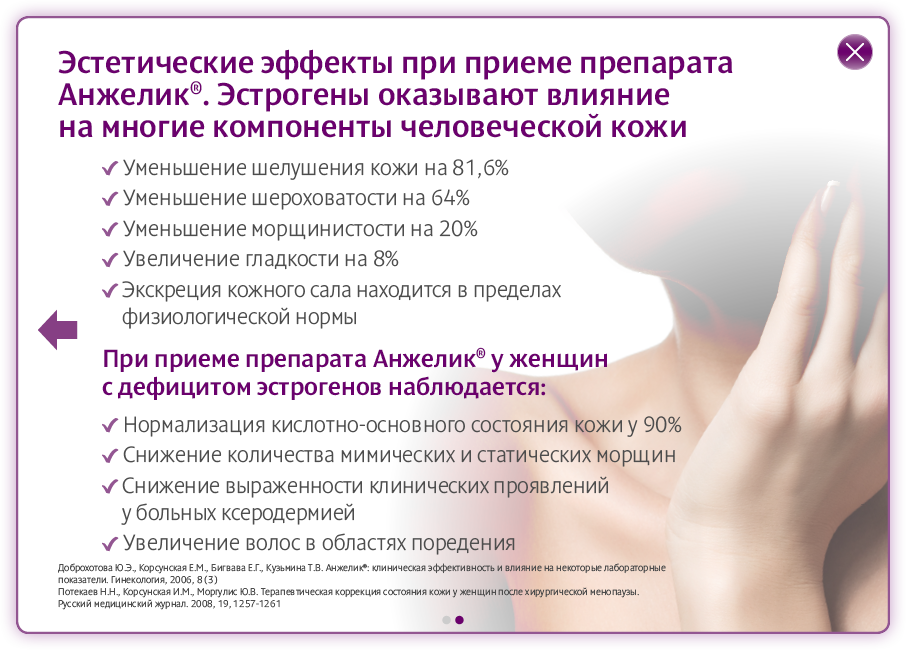 Эстетические эффекты при приеме препарата
Анжелик®. Эстрогены оказывают влияние
на многие компоненты человеческой кожи
Уменьшение шелушения кожи на 81,6%
Уменьшение шероховатости на 64%
Уменьшение морщинистости на 20%
Увеличение гладкости на 8%
Экскреция кожного сала находится в пределах
физиологической нормы
При приеме препарата Анжелик® у женщин
с дефицитом эстрогенов наблюдается:
Нормализация кислотно-основного состояния кожи у 90%
Снижение количества мимических и статических морщин
Снижение выраженности клинических проявлений
у больных ксеродермией
Увеличение волос в областях поредения
Доброхотова Ю.Э., Корсунская Е.М., Бигвава Е.Г., Кузьмина Т.В. Анжелик®: клиническая эффективность и влияние на некоторые лабораторные
показатели. Гинекология, 2006, 8 (3)
Потекаев Н.Н., Корсунская И.М., Моргулис Ю.В. Терапевтическая коррекция состояния кожи у женщин после хирургической менопаузы.
Русский медицинский журнал. 2008, 19, 1257-1261